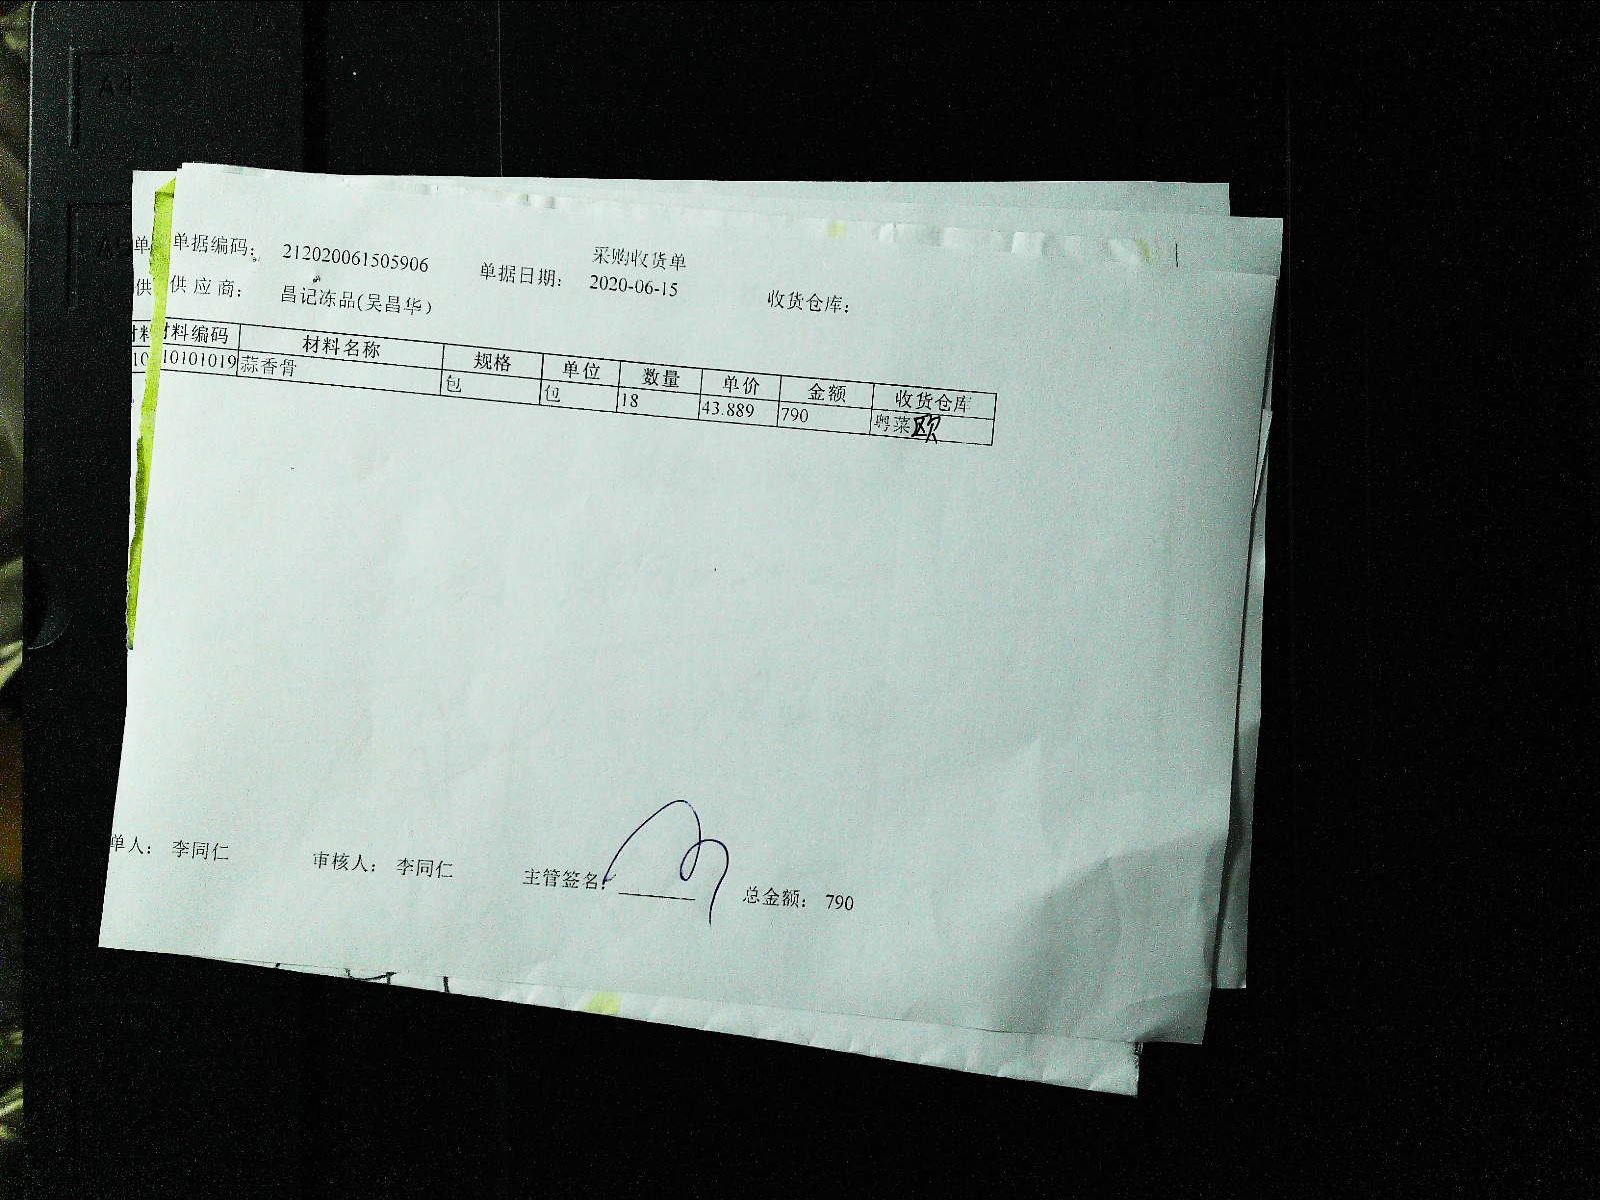 采购收货单
单据编码: 212020061505906 单据日期: 2020-06-15 收货仓库:
供应商: 昌记冻品(吴昌华)
材料编码 材料名称 规格 单位 数量 单价 金额 收货仓库
10101019 蒜香骨 包 包 18 43.889 790 粤菜欧
单人: 李同仁 审核人: 李同仁 主管签名: 总金额: 790